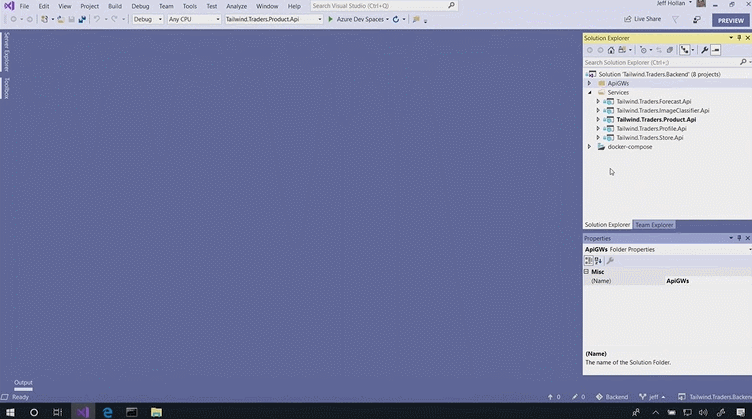 File Edit View Project Build Debug Team Tools Test Analyze Window Help Search Visual Studio (Ctrl+Q) Jeff Hollan
Debug Any CPU Tailwind.Traders.Product.Api Azure Dev Spaces Live Share PREVIEW
Server Explorer
Toolbox
Solution Explorer
Search Solution Explorer (Ctrl+;)
Solution 'Tailwind.Traders.Backend' (8 projects)
ApiGWs
Services
Tailwind.Traders.Forecast.Api
Tailwind.Traders.ImageClassifier.Api
Tailwind.Traders.Product.Api
Tailwind.Traders.Profile.Api
Tailwind.Traders.Store.Api
docker-compose
Solution Explorer Team Explorer
Properties
ApiGWs Folder Properties
Misc
(Name) ApiGWs
(Name)
The name of the Solution Folder.
Output
Ready 0 0 Backend jeff Tailwind.Traders.Backend